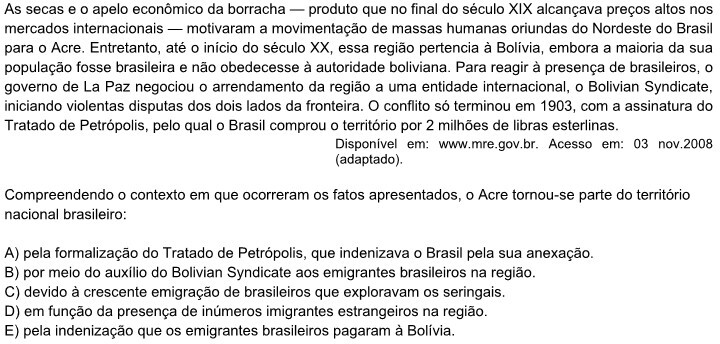 As secas e o apelo econômico da borracha — produto que no final do século XIX alcançava preços altos nos
mercados internacionais — motivaram a movimentação de massas humanas oriundas do Nordeste do Brasil
para o Acre. Entretanto, até o início do século XX, essa região pertencia à Bolívia, embora a maioria da sua
população fosse brasileira e não obedecesse à autoridade boliviana. Para reagir à presença de brasileiros, o
governo de La Paz negociou o arrendamento da região a uma entidade internacional, o Bolivian Syndicate,
iniciando violentas disputas dos dois lados da fronteira. O conflito só terminou em 1903, com a assinatura do
Tratado de Petrópolis, pelo qual o Brasil comprou o território por 2 milhões de libras esterlinas.
Disponível em: www.mre.gov.br. Acesso em: 03 nov.2008
(adaptado).
Compreendendo o contexto em que ocorreram os fatos apresentados, o Acre tornou-se parte do território
nacional brasileiro:
A) pela formalização do Tratado de Petrópolis, que indenizava o Brasil pela sua anexação.
B) por meio do auxílio do Bolivian Syndicate aos emigrantes brasileiros na região.
C) devido à crescente emigração de brasileiros que exploravam os seringais.
D) em função da presença de inúmeros imigrantes estrangeiros na região.
E) pela indenização que os emigrantes brasileiros pagaram à Bolívia.